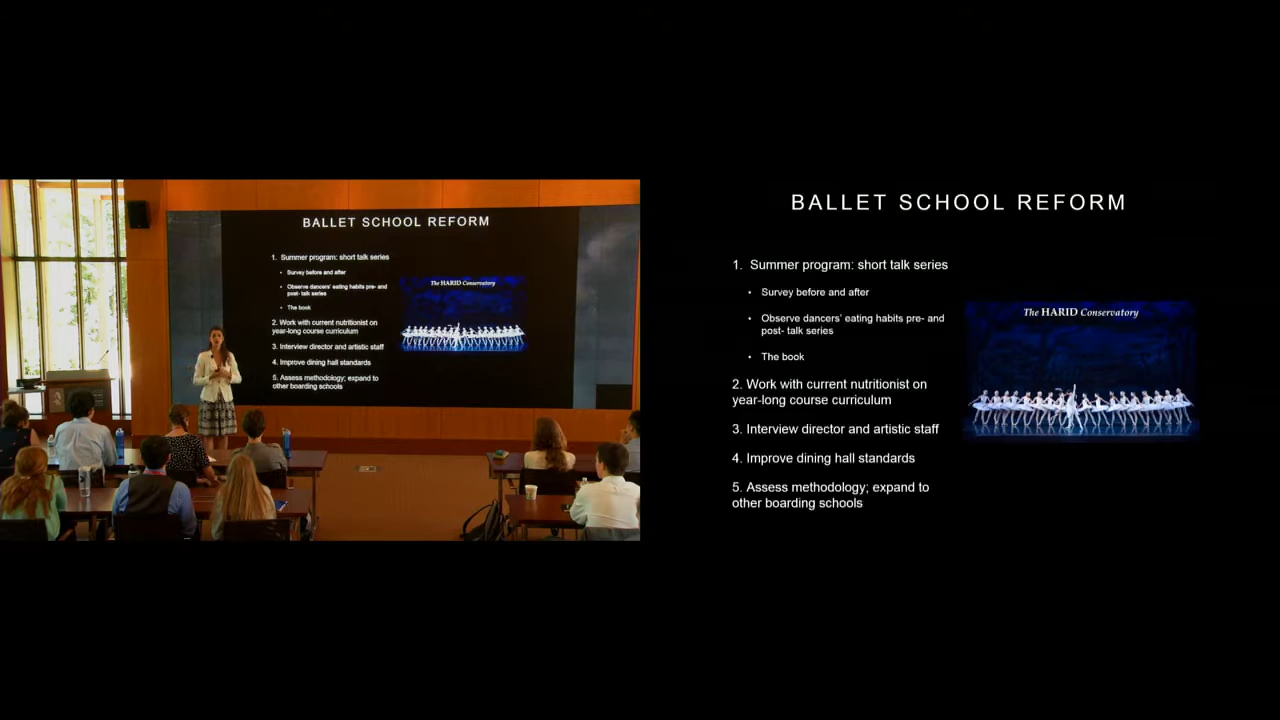 BALLET SCHOOL REFORM
1. Summer program: short talk series
• Survey before and after
• Observe dancers' eating habits pre- and
post- talk series
• The book
2. Work with current nutritionist on
year-long course curriculum
3. Interview director and artistic staff
4. Improve dining hall standards
5. Assess methodology; expand to
other boarding schools
The HARID Conservatory
BALLET SCHOOL REFORM
1. Summer program: short talk series
• Survey before and after
• Observe dancers' eating habits pre- and
post- talk series
• The book
2. Work with current nutritionist on
year-long course curriculum
3. Interview director and artistic staff
4. Improve dining hall standards
5. Assess methodology; expand to
other boarding schools
The HARID Conservatory